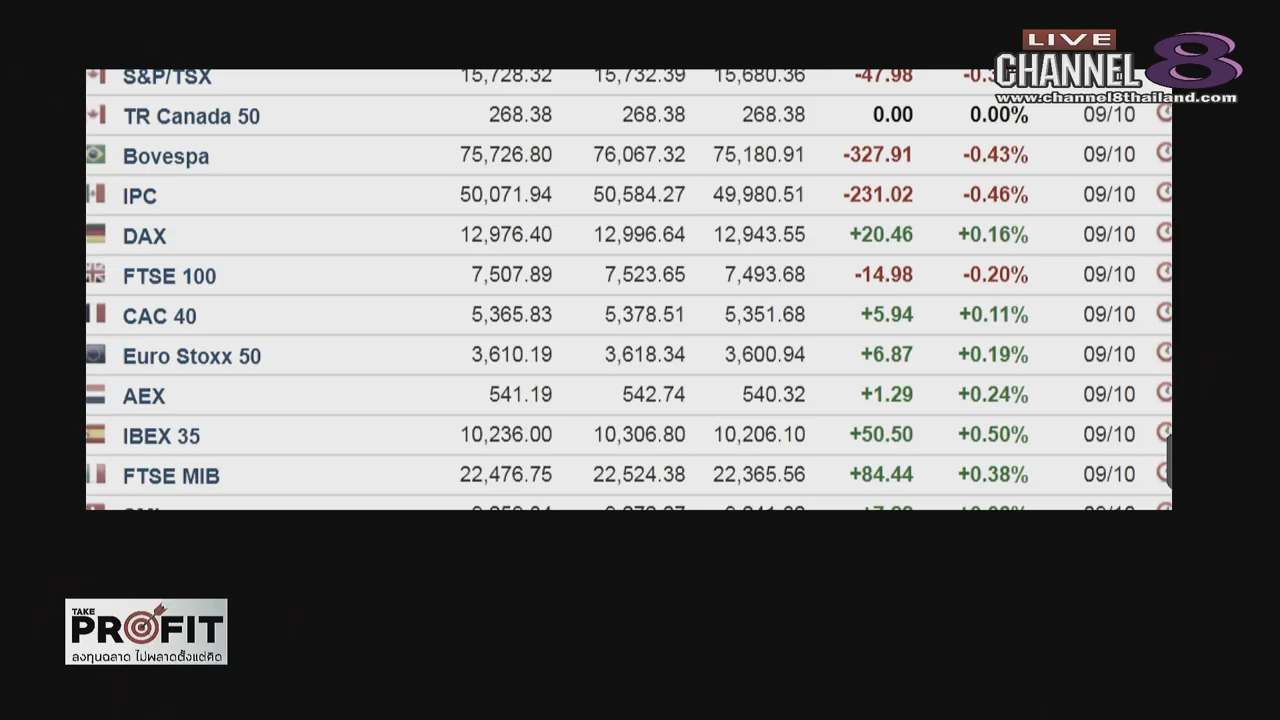 LIVE
CHANNEL 8
www.channel8thailand.com
S&P/TSX 15,728.32 15,732.39 15,680.36 -47.98
TR Canada 50 268.38 268.38 268.38 0.00 0.00% 09/10
Bovespa 75,726.80 76,067.32 75,180.91 -327.91 -0.43% 09/10
IPC 50,071.94 50,584.27 49,980.51 -231.02 -0.46% 09/10
DAX 12,976.40 12,996.64 12,943.55 +20.46 +0.16% 09/10
FTSE 100 7,507.89 7,523.65 7,493.68 -14.98 -0.20% 09/10
CAC 40 5,365.83 5,378.51 5,351.68 +5.94 +0.11% 09/10
Euro Stoxx 50 3,610.19 3,618.34 3,600.94 +6.87 +0.19% 09/10
AEX 541.19 542.74 540.32 +1.29 +0.24% 09/10
IBEX 35 10,236.00 10,306.80 10,206.10 +50.50 +0.50% 09/10
FTSE MIB 22,476.75 22,524.38 22,365.56 +84.44 +0.38% 09/10
TAKE
PROFIT
ลงทุนฉลาด ไม่พลาดตั้งแต่คิด